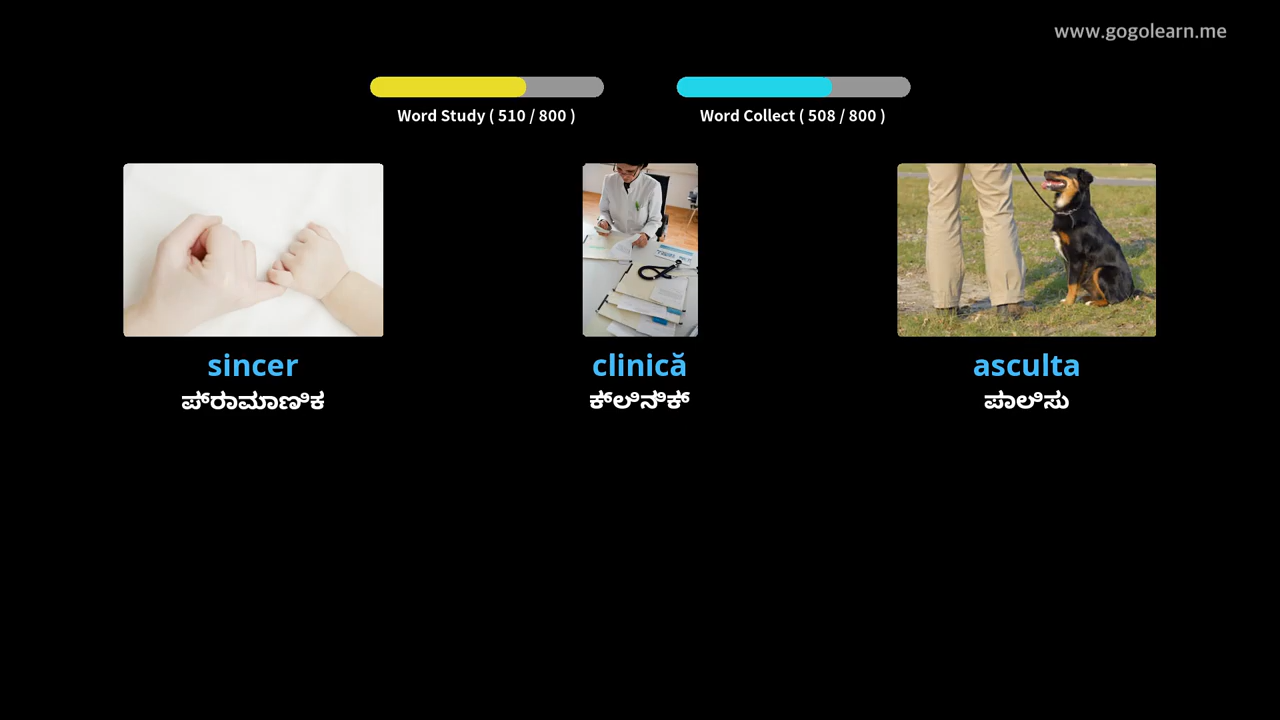 www.gogolearn.me
Word Study ( 510 / 800 )
Word Collect ( 508 / 800 )
sincer
ಪ್ರಾಮಾಣಿಕ
clinică
ಕ್ಲಿನಿಕ್
asculta
ಪಾಲಿಸು